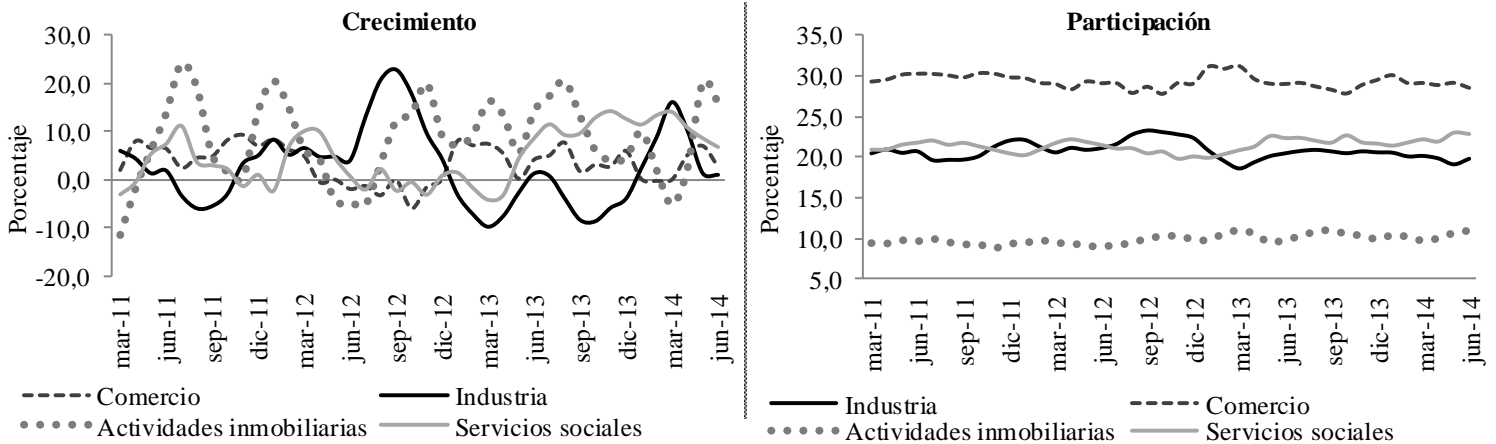 Crecimiento
Porcentaje
30,0
20,0
10,0
0,0
-10,0
-20,0
mar-11
jun-11
sep-11
dic-11
mar-12
jun-12
sep-12
dic-12
mar-13
jun-13
sep-13
dic-13
mar-14
jun-14
Comercio
Industria
Actividades inmobiliarias
Servicios sociales
Participación
Porcentaje
35,0
30,0
25,0
20,0
15,0
10,0
5,0
mar-11
jun-11
sep-11
dic-11
mar-12
jun-12
sep-12
dic-12
mar-13
jun-13
sep-13
dic-13
mar-14
jun-14
Industria
Comercio
Actividades inmobiliarias
Servicios sociales